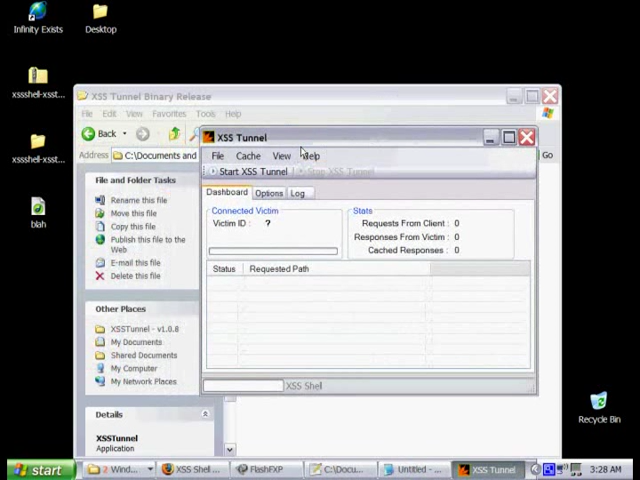 Infinity Exists
Desktop
xssshell-xsst...
xssshell-xsst...
blah
XSS Tunnel Binary Release
File Edit View Favorites Tools Help
Back
Address C:\Documents and
Go
File and Folder Tasks
Rename this file
Move this file
Copy this file
Publish this file to the
Web
E-mail this file
Delete this file
Other Places
XSSTunnel - v1.0.8
My Documents
Shared Documents
My Computer
My Network Places
Details
XSSTunnel
Application
XSS Tunnel
File Cache View Help
Start XSS Tunnel Stop XSS Tunnel
Dashboard Options Log
Connected Victim
Victim ID : ?
Stats
Requests From Client : 0
Responses From Victim : 0
Cached Responses : 0
Status Requested Path
XSS Shell
Recycle Bin
start
2 Wind...
XSS Shell ...
FlashFXP
C:\Docu...
Untitled - ...
XSS Tunnel
3:28 AM